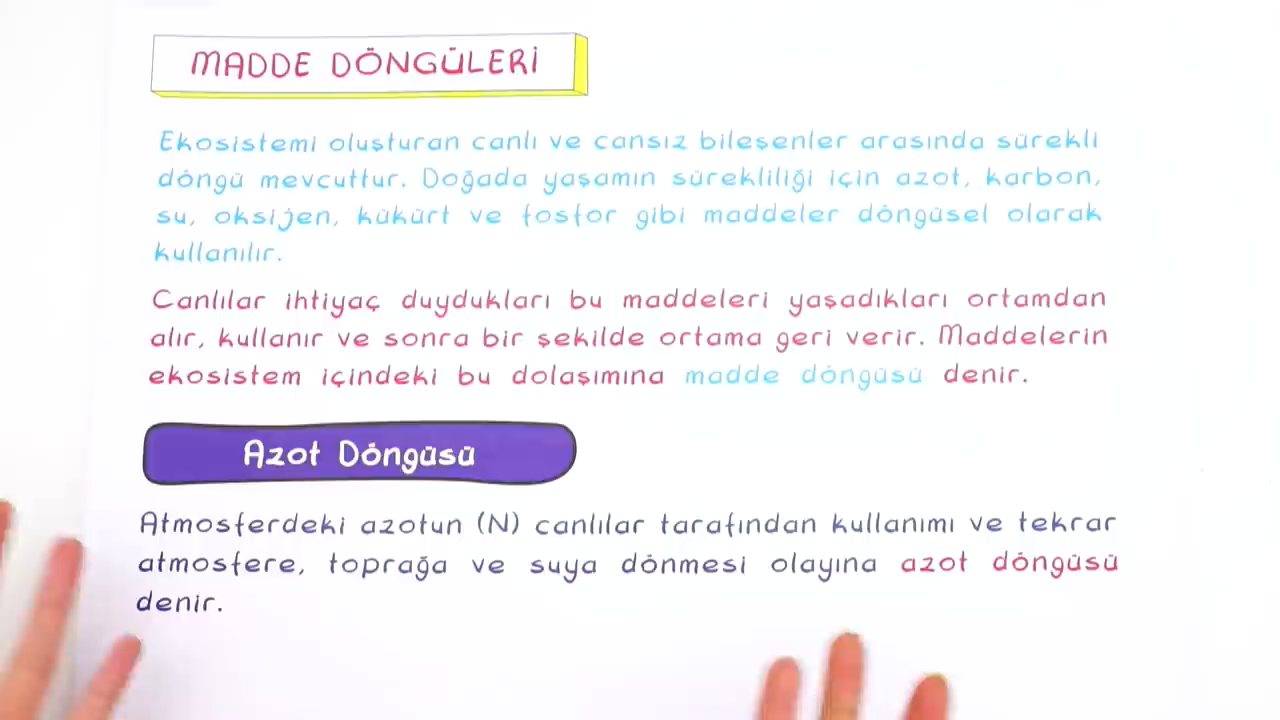 MADDE DÖNGÜLERİ
Ekosistemi oluşturan canlı ve cansız bileşenler arasında sürekli
döngü mevcuttur. Doğada yaşamın sürekliliği için azot, karbon,
su, oksijen, kükürt ve fosfor gibi maddeler döngüsel olarak
kullanılır.
Canlılar ihtiyaç duydukları bu maddeleri yaşadıkları ortamdan
alır, kullanır ve sonra bir şekilde ortama geri verir. Maddelerin
ekosistem içindeki bu dolaşımına madde döngüsü denir.
Azot Döngüsü
Atmosferdeki azotun (N) canlılar tarafından kullanımı ve tekrar
atmosfere, toprağa ve suya dönmesi olayına azot döngüsü
denir.